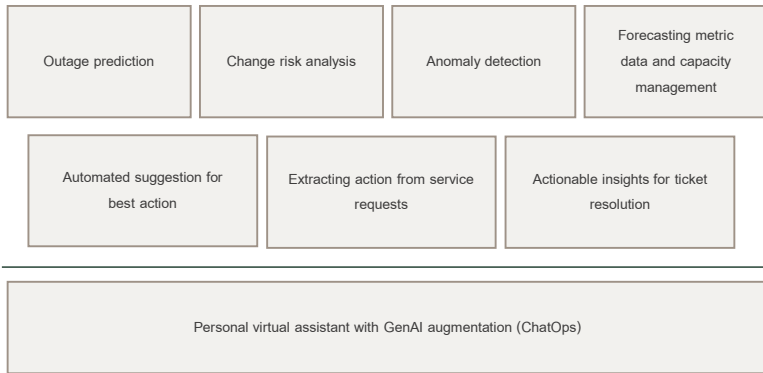 Outage prediction
Change risk analysis
Anomaly detection
Forecasting metric
data and capacity
management
Automated suggestion for
best action
Extracting action from service
requests
Actionable insights for ticket
resolution
Personal virtual assistant with GenAI augmentation (ChatOps)